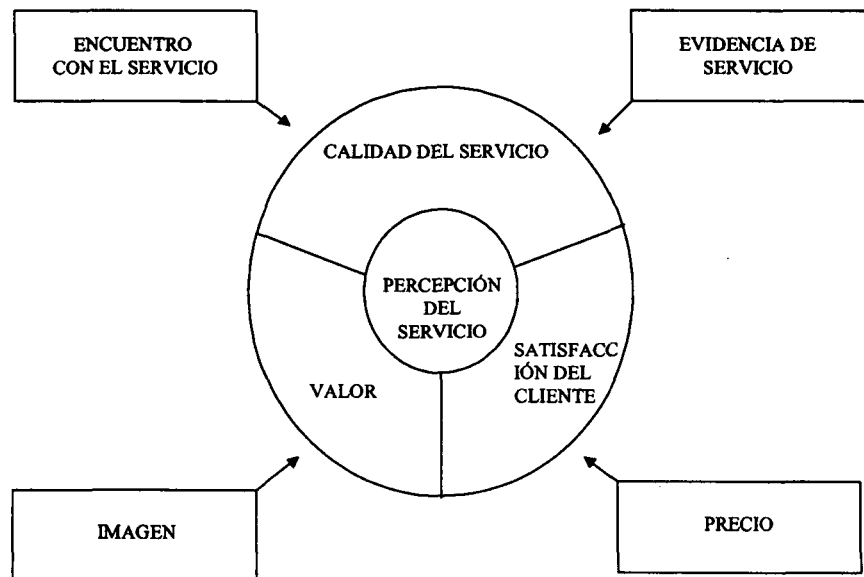 ENCUENTRO
CON EL SERVICIO
EVIDENCIA DE
SERVICIO
CALIDAD DEL SERVICIO
PERCEPCIÓN
DEL
SERVICIO
SATISFACC
IÓN DEL
CLIENTE
VALOR
IMAGEN
PRECIO